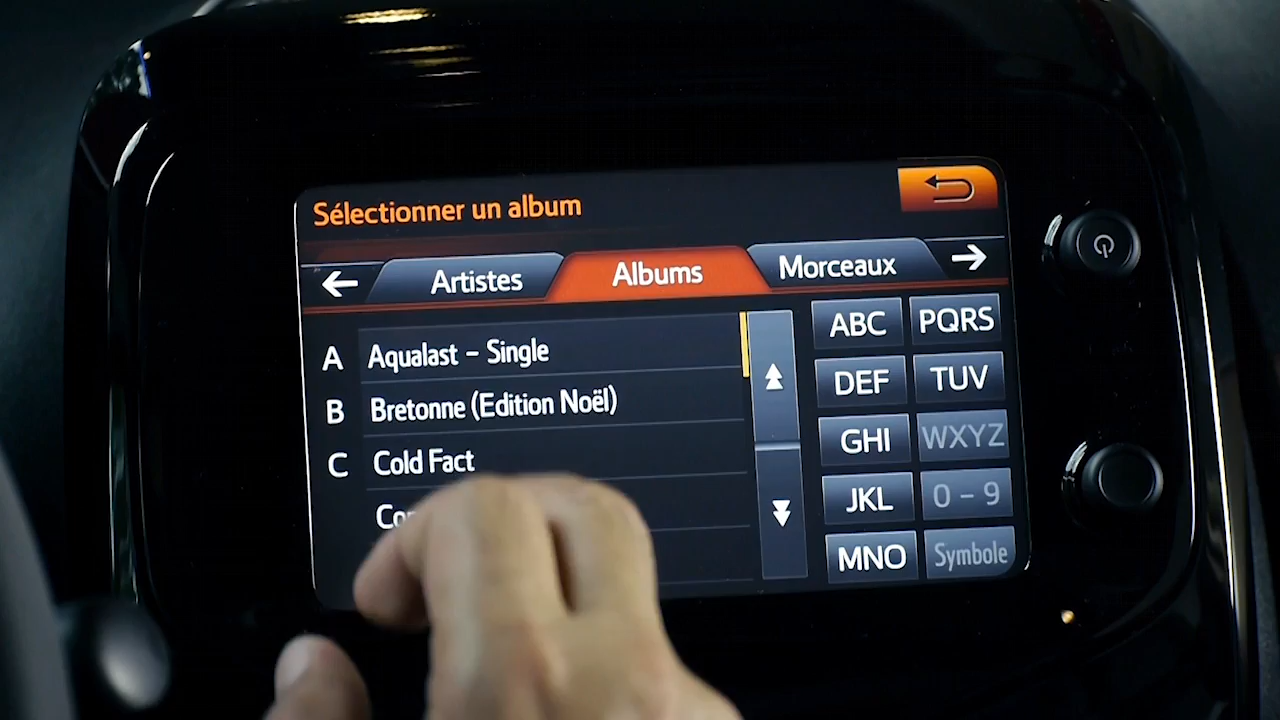 Sélectionner un album
Artistes
Albums
Morceaux
A Aqualast – Single
B Bretonne (Edition Noël)
C Cold Fact
ABC PQRS
DEF TUV
GHI WXYZ
JKL 0 – 9
MNO Symbole